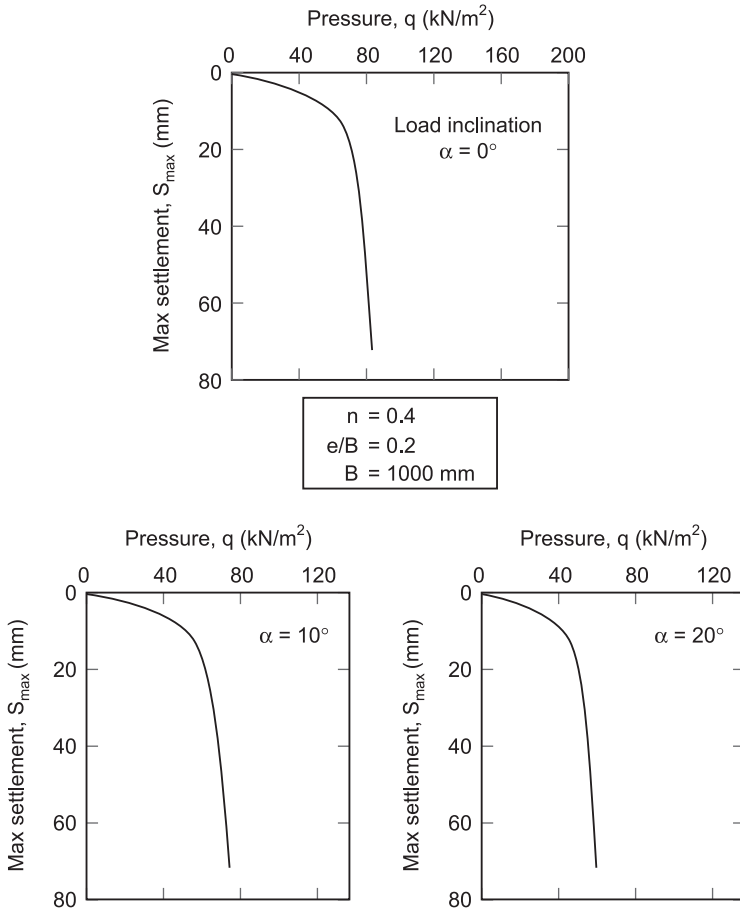 Pressure, q (kN/m²)
0 40 80 120 160 200
0
20
40
60
80
Max settlement, S_max (mm)
Load inclination
α = 0°
n = 0.4
e/B = 0.2
B = 1000 mm
Pressure, q (kN/m²)
0 40 80 120
0
20
40
60
80
Max settlement, S_max (mm)
α = 10°
Pressure, q (kN/m²)
0 40 80 120
0
20
40
60
80
Max settlement, S_max (mm)
α = 20°